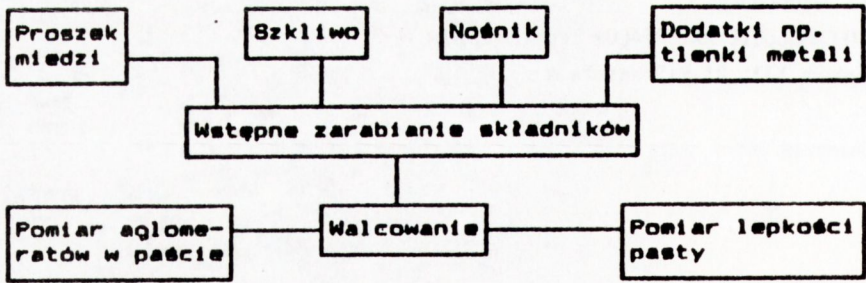 Proszek
miedzi
Szkliwo
Nośnik
Dodatki np.
tlenki metali
Wstępne zarabianie składników
Pomiar aglome-
ratów w paście
Walcowanie
Pomiar lepkości
pasty